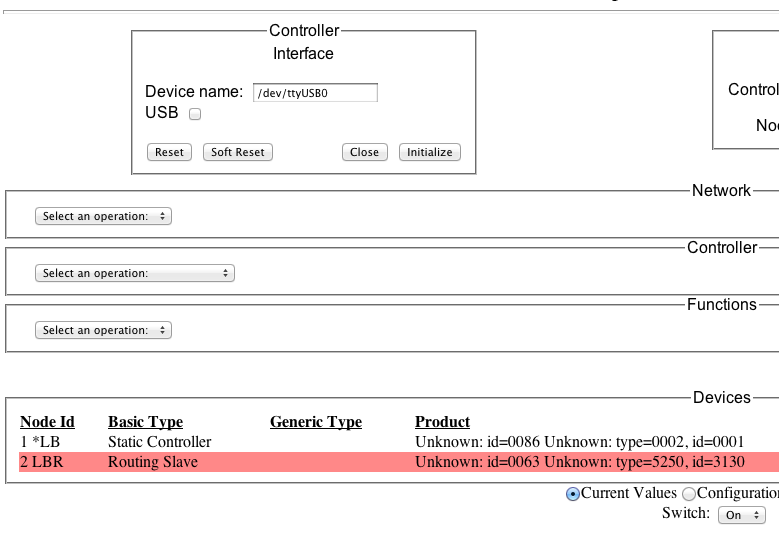 Controller
Interface
Device name: /dev/ttyUSB0
USB
Reset Soft Reset Close Initialize
Network
Select an operation:
Controller
Select an operation:
Functions
Select an operation:
Devices
Node Id Basic Type Generic Type Product
1 *LB Static Controller Unknown: id=0086 Unknown: type=0002, id=0001
2 LBR Routing Slave Unknown: id=0063 Unknown: type=5250, id=3130
Current Values
Switch: On